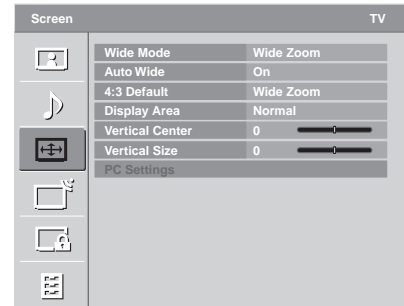 Screen TV
Wide Mode Wide Zoom
Auto Wide On
4:3 Default Wide Zoom
Display Area Normal
Vertical Center 0
Vertical Size 0
PC Settings